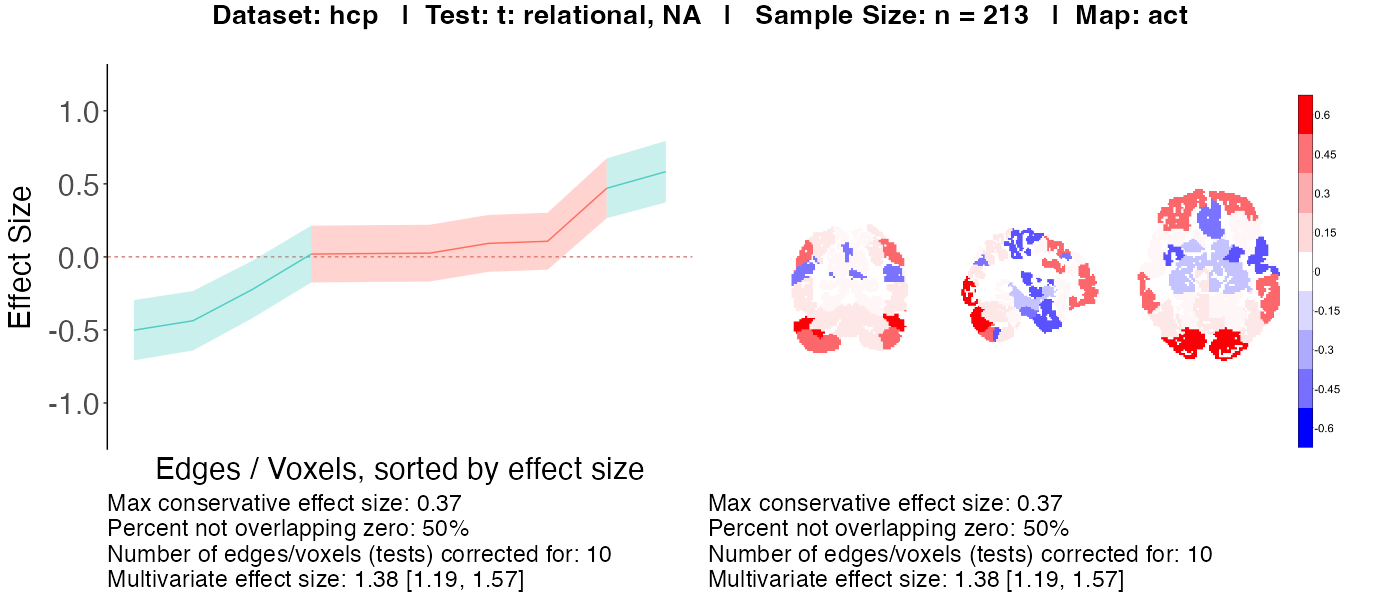 Dataset: hcp | Test: t: relational, NA | Sample Size: n = 213 | Map: act
Effect Size
1.0
0.5
0.0
-0.5
-1.0
Edges / Voxels, sorted by effect size
0.6
0.45
0.3
0.15
0
-0.15
-0.3
-0.45
-0.6
Max conservative effect size: 0.37
Percent not overlapping zero: 50%
Number of edges/voxels (tests) corrected for: 10
Multivariate effect size: 1.38 [1.19, 1.57]
Max conservative effect size: 0.37
Percent not overlapping zero: 50%
Number of edges/voxels (tests) corrected for: 10
Multivariate effect size: 1.38 [1.19, 1.57]